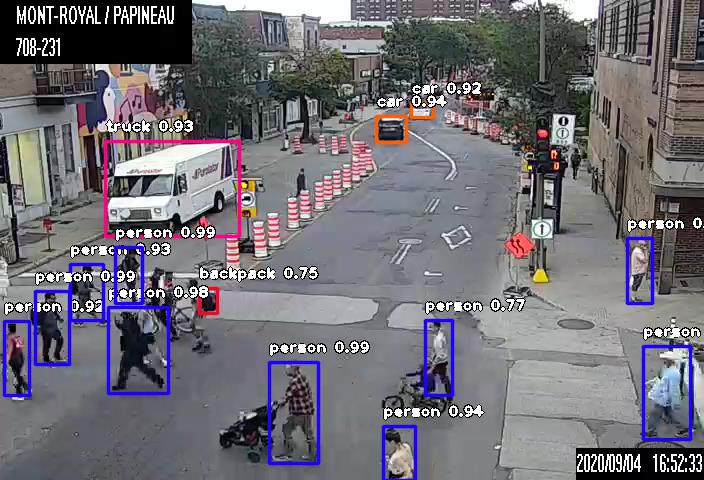 MONT-ROYAL / PAPINEAU
708-231
car 0.92
car 0.94
truck 0.93
Purolator
person 0.99
person 0.
0.93
backpack 0.75
0.99
0.98
person 0.92
person 0.77
person
person 0.99
person 0.94
2020/09/04 16:52:33